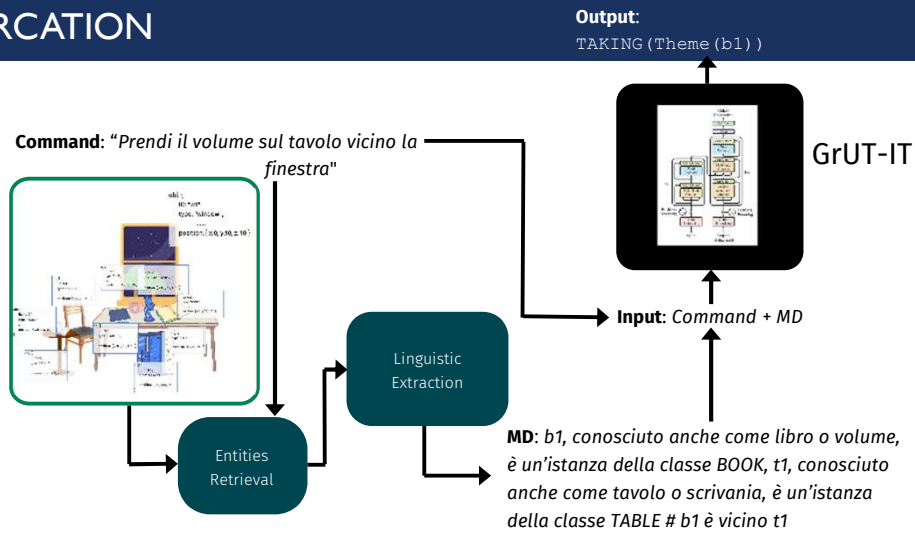 RCATION
Output:
TAKING(Theme(b1))
Command: “Prendi il volume sul tavolo vicino la
finestra"
GrUT-IT
Input: Command + MD
Linguistic
Extraction
Entities
Retrieval
MD: b1, conosciuto anche come libro o volume,
è un’istanza della classe BOOK, t1, conosciuto
anche come tavolo o scrivania, è un’istanza
della classe TABLE # b1 è vicino t1